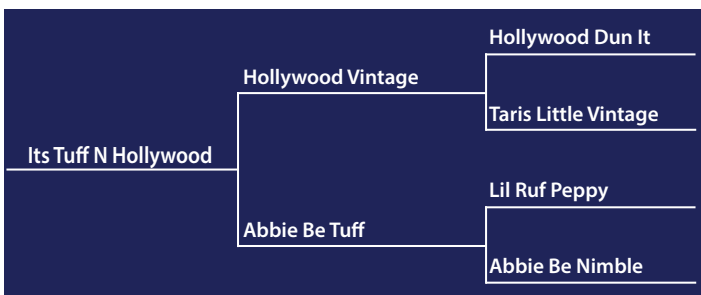 Hollywood Dun It
Hollywood Vintage
Taris Little Vintage
Its Tuff N Hollywood
Lil Ruf Peppy
Abbie Be Tuff
Abbie Be Nimble